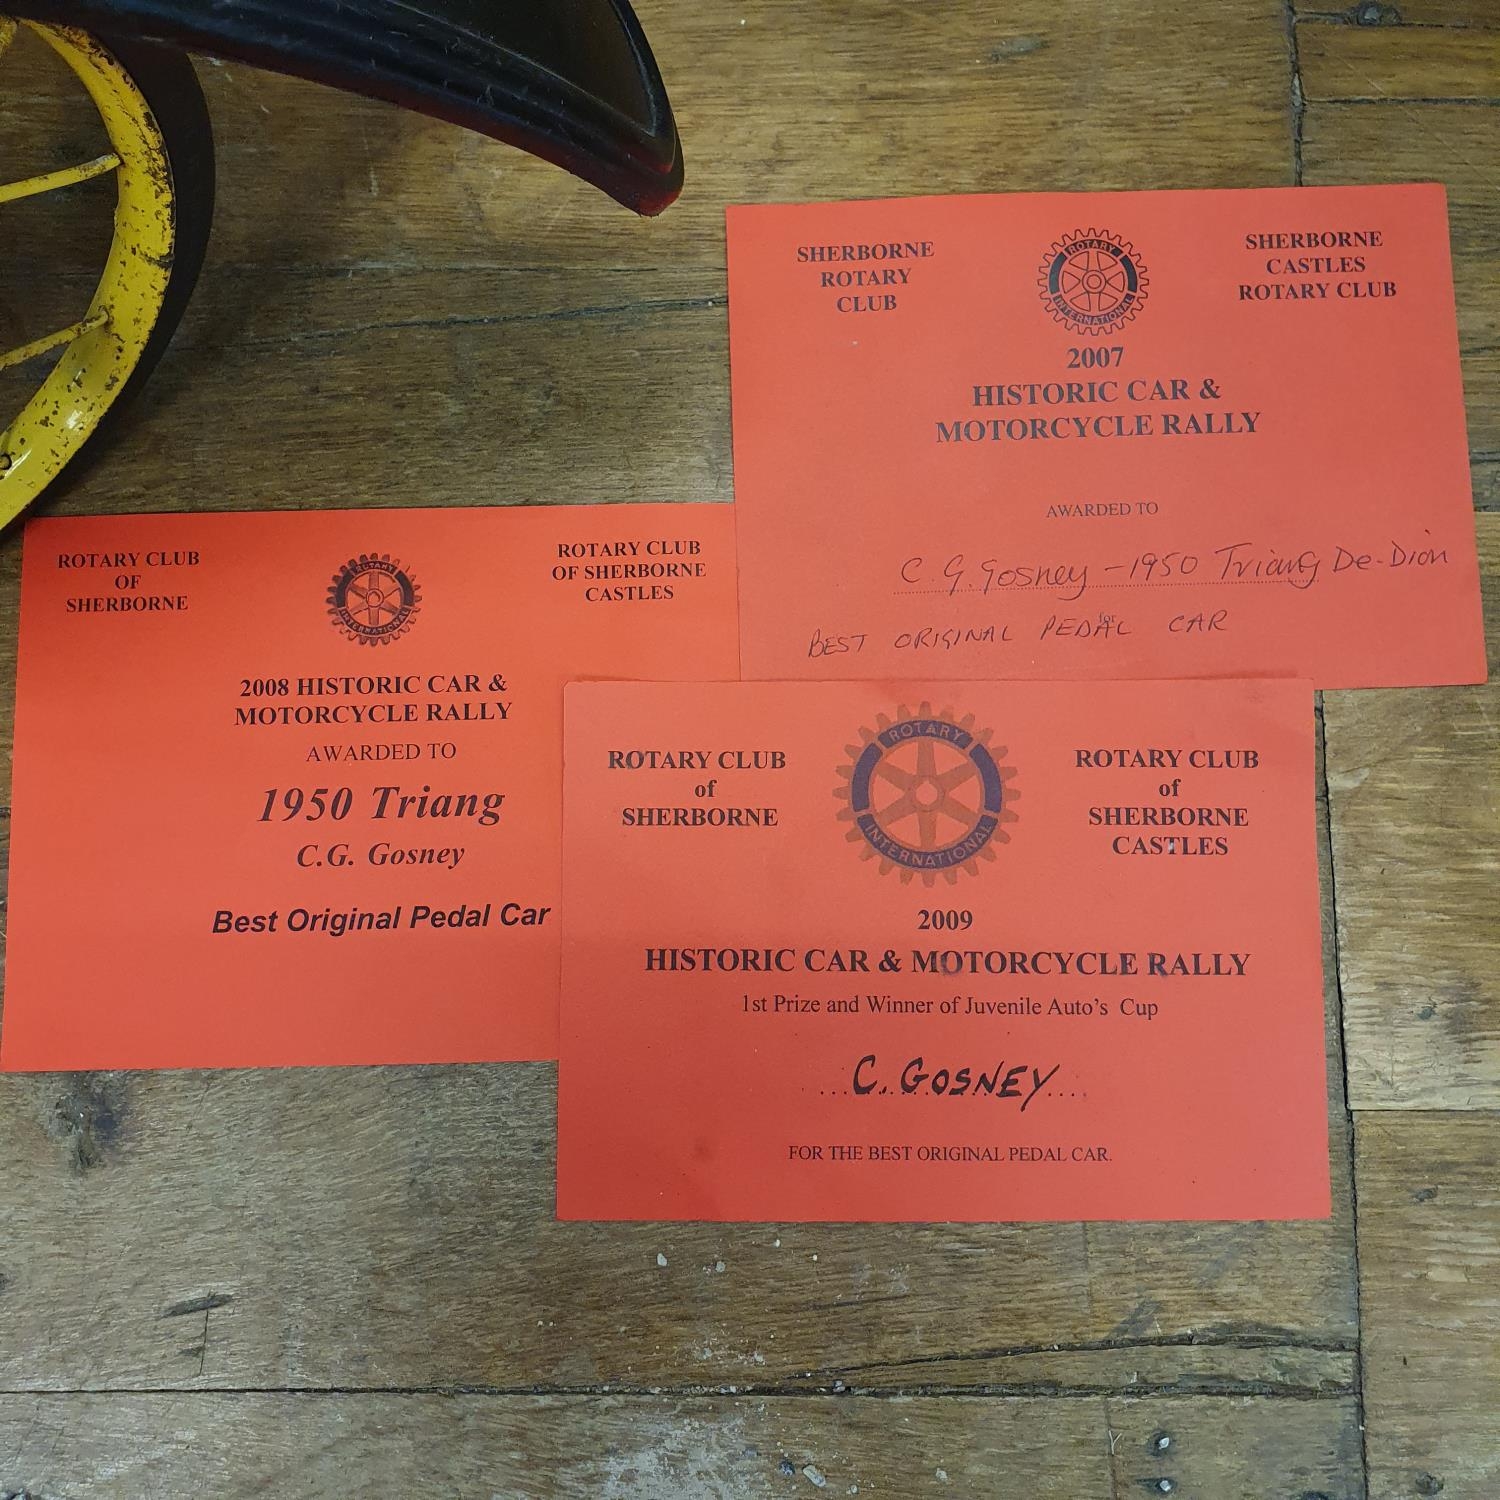 SHERBORNE
ROTARY
CLUB
ROTARY
INTERNATIONAL
SHERBORNE
CASTLES
ROTARY CLUB
2007
HISTORIC CAR &
MOTORCYCLE RALLY
AWARDED TO
C. G. Gosney - 1950 Triang De-Dion
for
BEST ORIGINAL PEDAL CAR
ROTARY CLUB
OF
SHERBORNE
ROTARY
INTERNATIONAL
ROTARY CLUB
OF SHERBORNE
CASTLES
2008 HISTORIC CAR &
MOTORCYCLE RALLY
AWARDED TO
1950 Triang
C.G. Gosney
Best Original Pedal Car
ROTARY CLUB
of
SHERBORNE
ROTARY
INTERNATIONAL
ROTARY CLUB
of
SHERBORNE
CASTLES
2009
HISTORIC CAR & MOTORCYCLE RALLY
1st Prize and Winner of Juvenile Auto's Cup
...C. GOSNEY....
FOR THE BEST ORIGINAL PEDAL CAR.